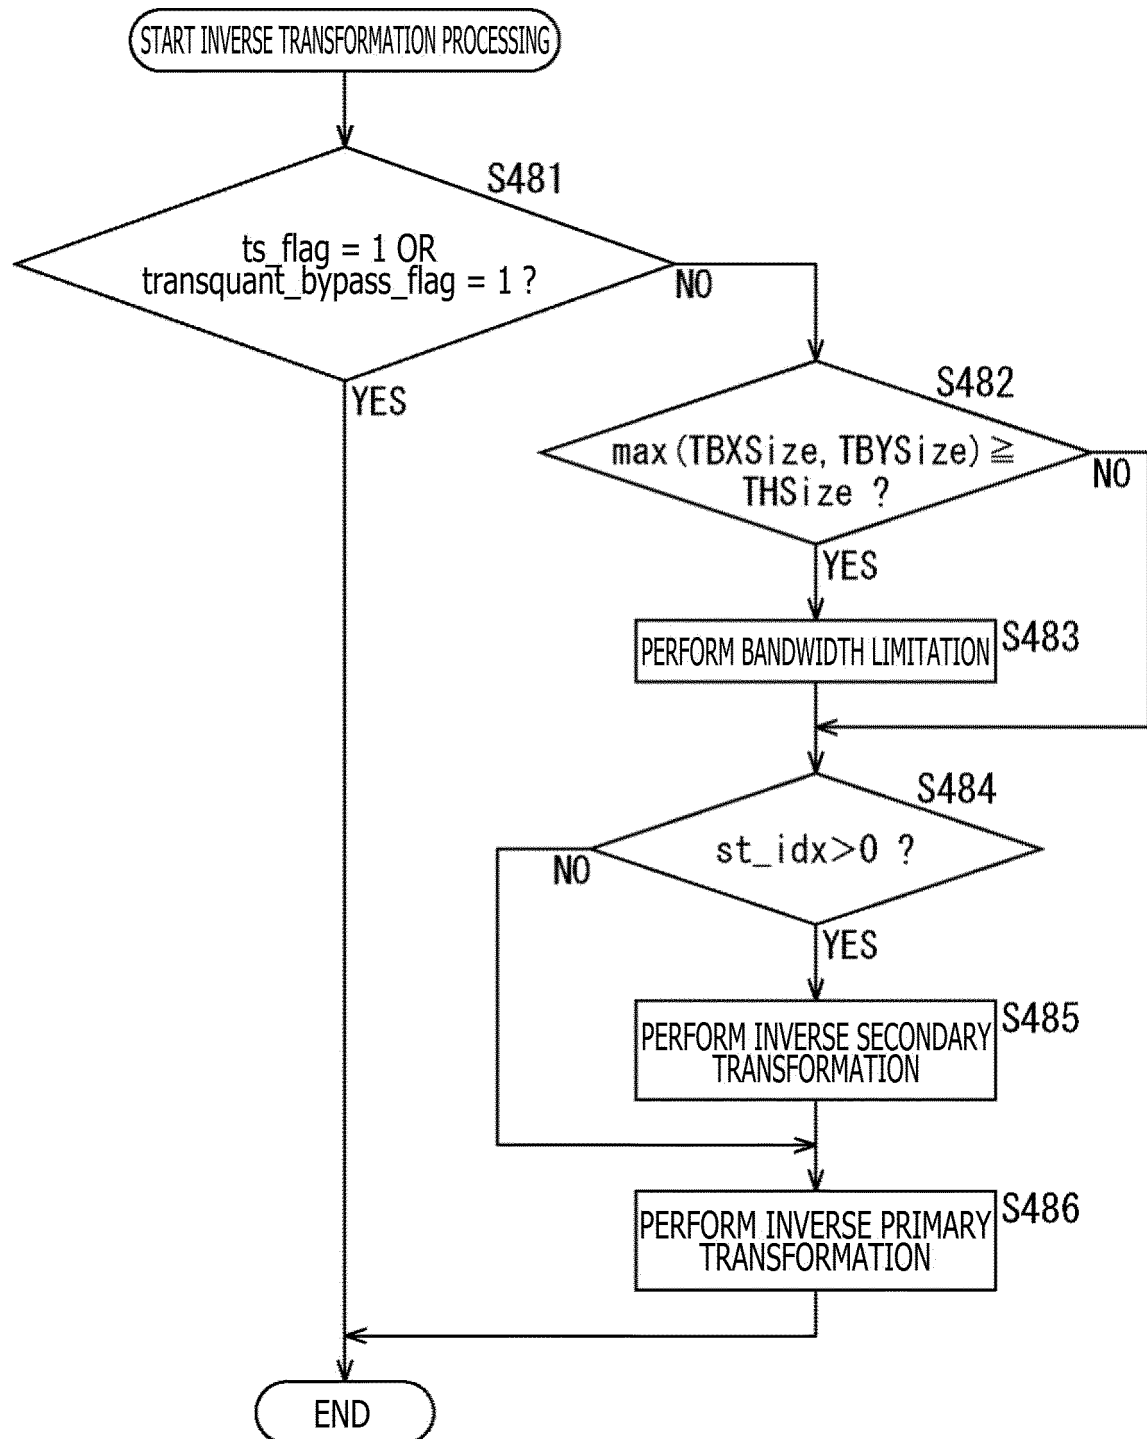 START INVERSE TRANSFORMATION PROCESSING
S481
ts_flag = 1 OR
transquant_bypass_flag = 1 ?
NO
YES
S482
max(TBXSize, TBYSize)≧
THSize ?
NO
YES
PERFORM BANDWIDTH LIMITATION
S483
S484
st_idx>0 ?
NO
YES
S485
PERFORM INVERSE SECONDARY
TRANSFORMATION
S486
PERFORM INVERSE PRIMARY
TRANSFORMATION
END